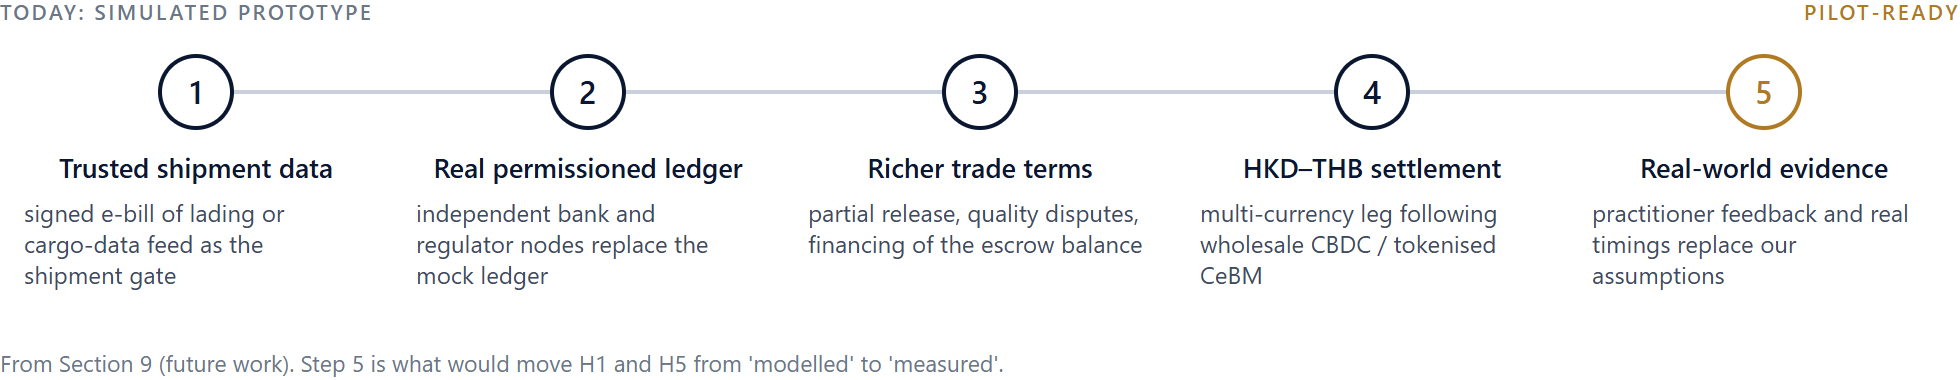 TODAY: SIMULATED PROTOTYPE
PILOT-READY
1
2
3
4
5
Trusted shipment data
signed e-bill of lading or
cargo-data feed as the
shipment gate
Real permissioned ledger
independent bank and
regulator nodes replace the
mock ledger
Richer trade terms
partial release, quality disputes,
financing of the escrow balance
HKD–THB settlement
multi-currency leg following
wholesale CBDC / tokenised
CeBM
Real-world evidence
practitioner feedback and real
timings replace our
assumptions
From Section 9 (future work). Step 5 is what would move H1 and H5 from 'modelled' to 'measured'.